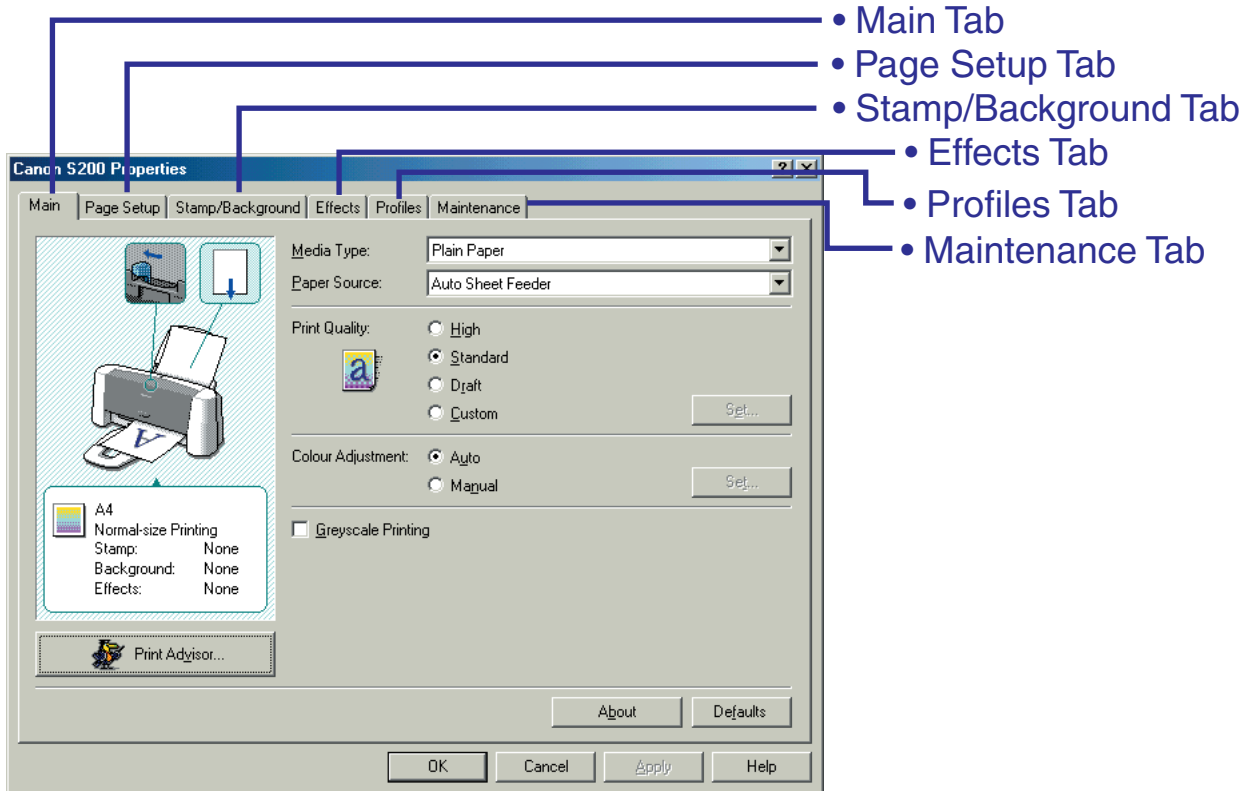 • Main Tab
• Page Setup Tab
• Stamp/Background Tab
• Effects Tab
• Profiles Tab
• Maintenance Tab
Canon S200 Properties
Main Page Setup Stamp/Background Effects Profiles Maintenance
Media Type: Plain Paper
Paper Source: Auto Sheet Feeder
Print Quality: High
Standard
Draft
Custom Set...
Colour Adjustment: Auto
Manual Set...
Greyscale Printing
a
A
A4
Normal-size Printing
Stamp: None
Background: None
Effects: None
Print Advisor...
About Defaults
OK Cancel Apply Help